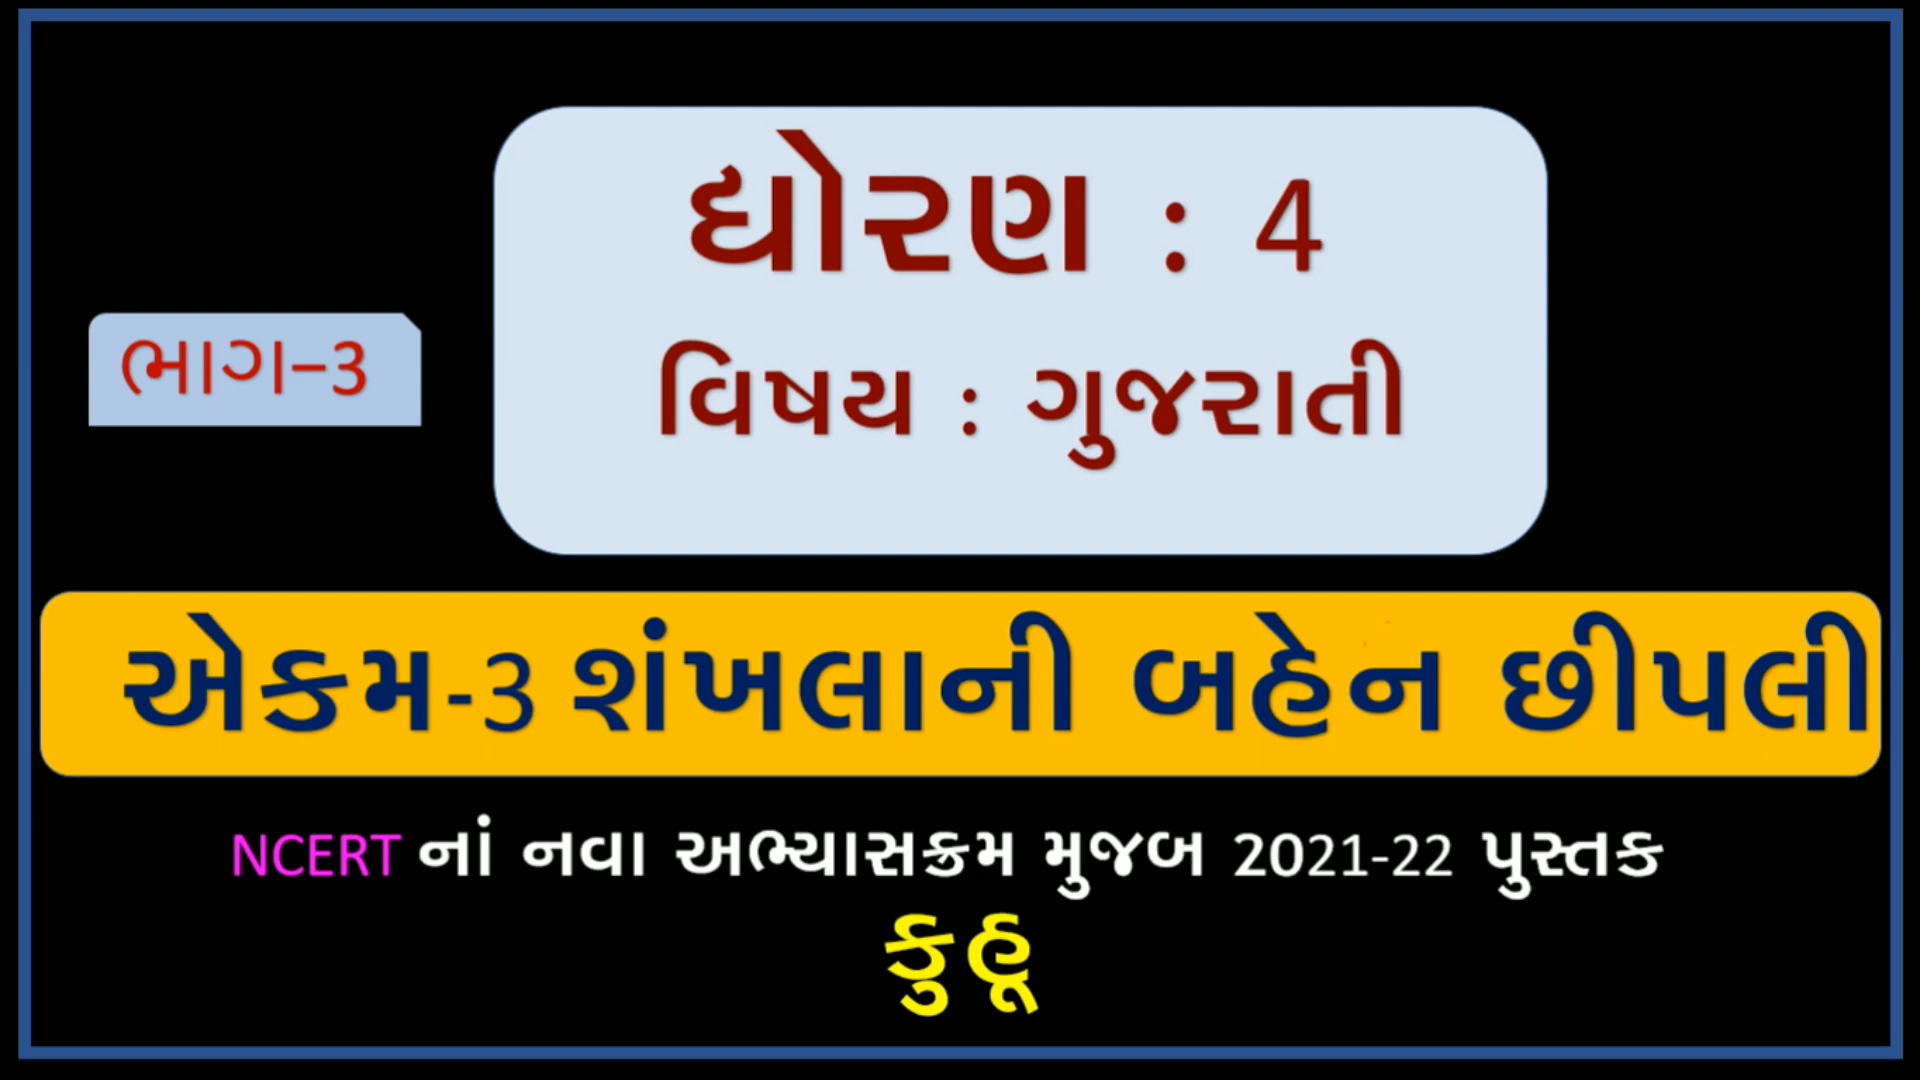 ધોરણ : 4
વિષય : ગુજરાતી
ભાગ–3
એકમ-3 શંખલાની બહેન છીપલી
NCERT નાં નવા અભ્યાસક્રમ મુજબ 2021-22 પુસ્તક
કુહૂ